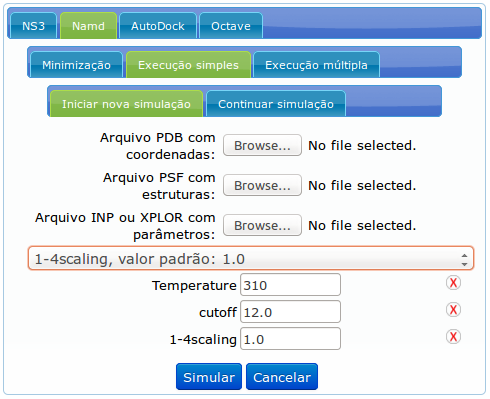 NS3 Namd AutoDock Octave
Minimização Execução simples Execução múltipla
Iniciar nova simulação Continuar simulação
Arquivo PDB com
coordenadas: Browse... No file selected.
Arquivo PSF com
estruturas: Browse... No file selected.
Arquivo INP ou XPLOR com
parâmetros: Browse... No file selected.
1-4scaling, valor padrão: 1.0
Temperature 310 X
cutoff 12.0 X
1-4scaling 1.0 X
Simular Cancelar